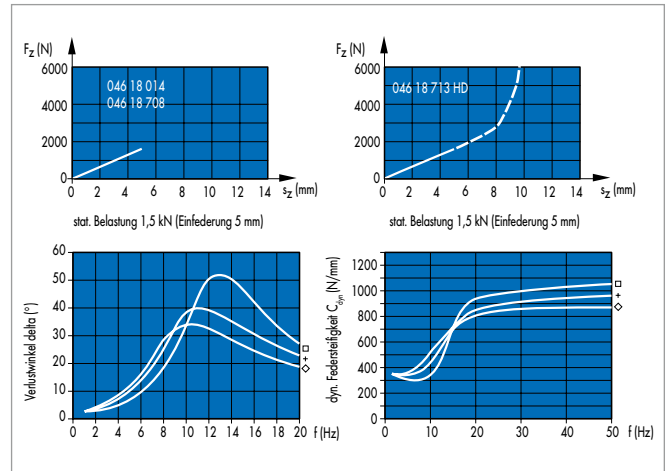 F_z (N)
6000
4000
2000
0
046 18 014
046 18 708
0 2 4 6 8 10 12 14
s_z (mm)
stat. Belastung 1,5 kN (Einfederung 5 mm)
F_z (N)
6000
4000
2000
0
046 18 713 HD
0 2 4 6 8 10 12 14
s_z (mm)
stat. Belastung 1,5 kN (Einfederung 5 mm)
Verlustwinkel delta (°)
60
50
40
30
20
10
0
0 2 4 6 8 10 12 14 16 18 20 f (Hz)
□
+
◇
dyn. Federsteifigkeit C_dyn (N/mm)
1200
1000
800
600
400
200
0
0 10 20 30 40 50 f (Hz)
□
+
◇